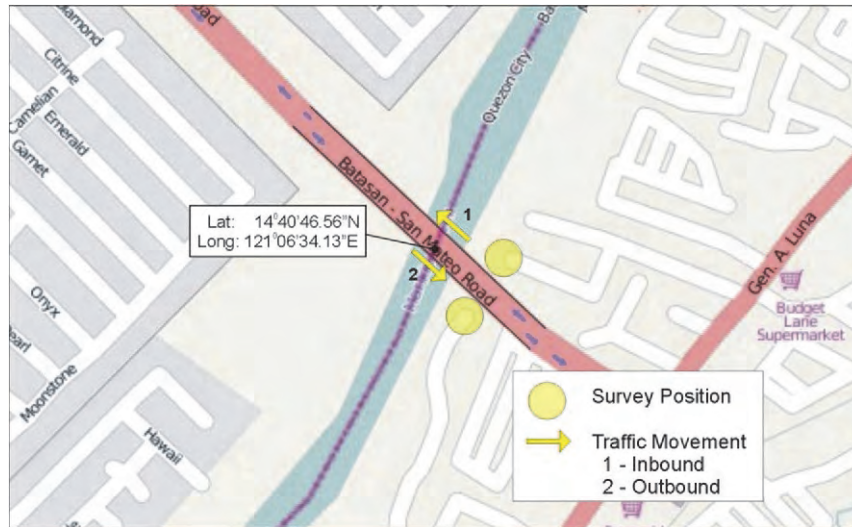 oad
Diamond
Citrine
Camelian
Emerald
Garnet
Quezon City
Ba
Batasan - San Mateo Road
1
Lat: 14°40'46.56"N
Long: 121°06'34.13"E
2
Gen. A. Luna
Budget
Lane
Supermarket
Onyx
Pearl
Moonstone
Hawaii
Survey Position
Traffic Movement
1 - Inbound
2 - Outbound